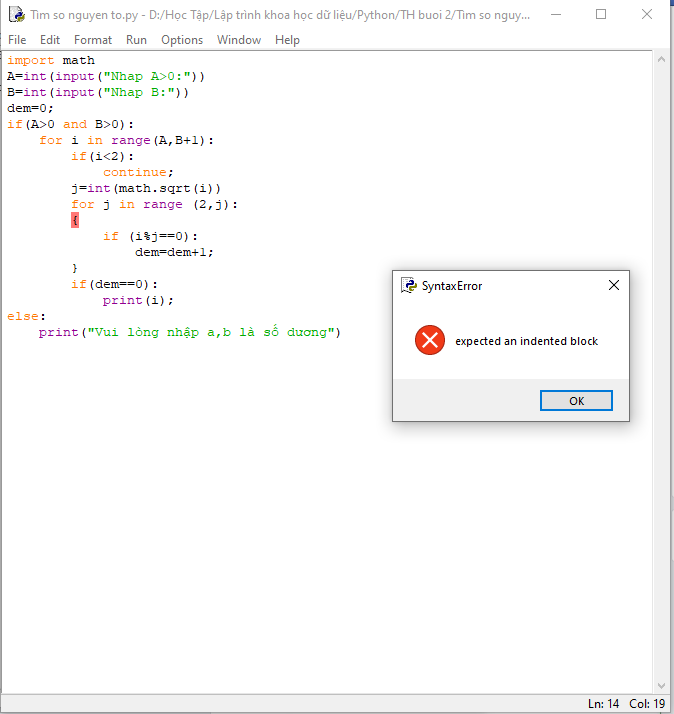 Tim so nguyen to.py - D:/Học Tập/Lập trình khoa học dữ liệu/Python/TH buoi 2/Tim so nguy...
File Edit Format Run Options Window Help
import math
A=int(input("Nhap A>0:"))
B=int(input("Nhap B:"))
dem=0;
if(A>0 and B>0):
    for i in range(A,B+1):
        if(i<2):
            continue;
        j=int(math.sqrt(i))
        for j in range (2,j):
        {
            if (i%j==0):
                dem=dem+1;
        }
        if(dem==0):
            print(i);
else:
    print("Vui lòng nhập a,b là số dương")
SyntaxError
expected an indented block
OK
Ln: 14 Col: 19